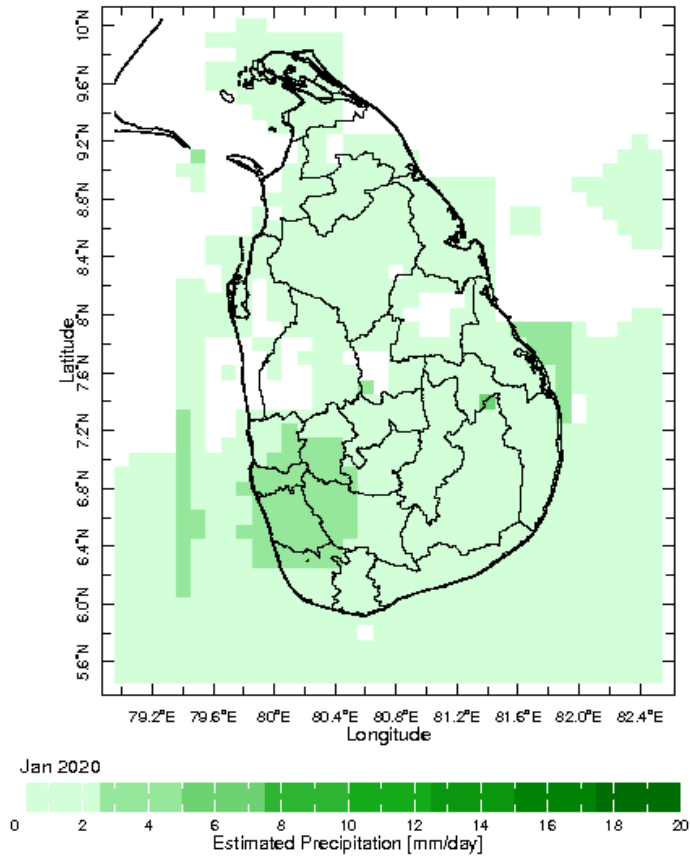 10°N
9.6°N
9.2°N
8.8°N
8.4°N
8°N
7.6°N
7.2°N
6.8°N
6.4°N
6.0°N
5.6°N
Latitude
79.2°E 79.6°E 80°E 80.4°E 80.8°E 81.2°E 81.6°E 82.0°E 82.4°E
Longitude
Jan 2020
0 2 4 6 8 10 12 14 16 18 20
Estimated Precipitation [mm/day]